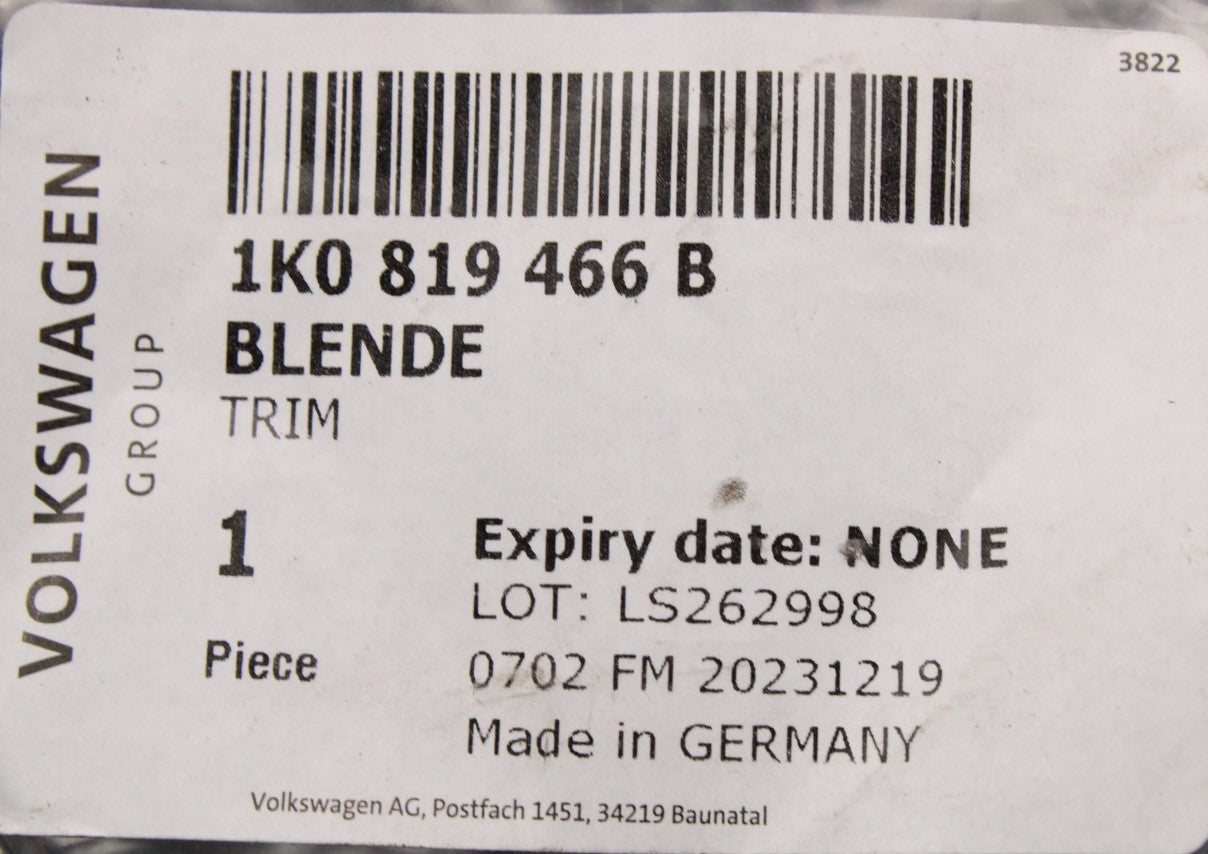 3822
VOLKSWAGEN
GROUP
1K0 819 466 B
BLENDE
TRIM
1
Piece
Expiry date: NONE
LOT: LS262998
0702 FM 20231219
Made in GERMANY
Volkswagen AG, Postfach 1451, 34219 Baunatal